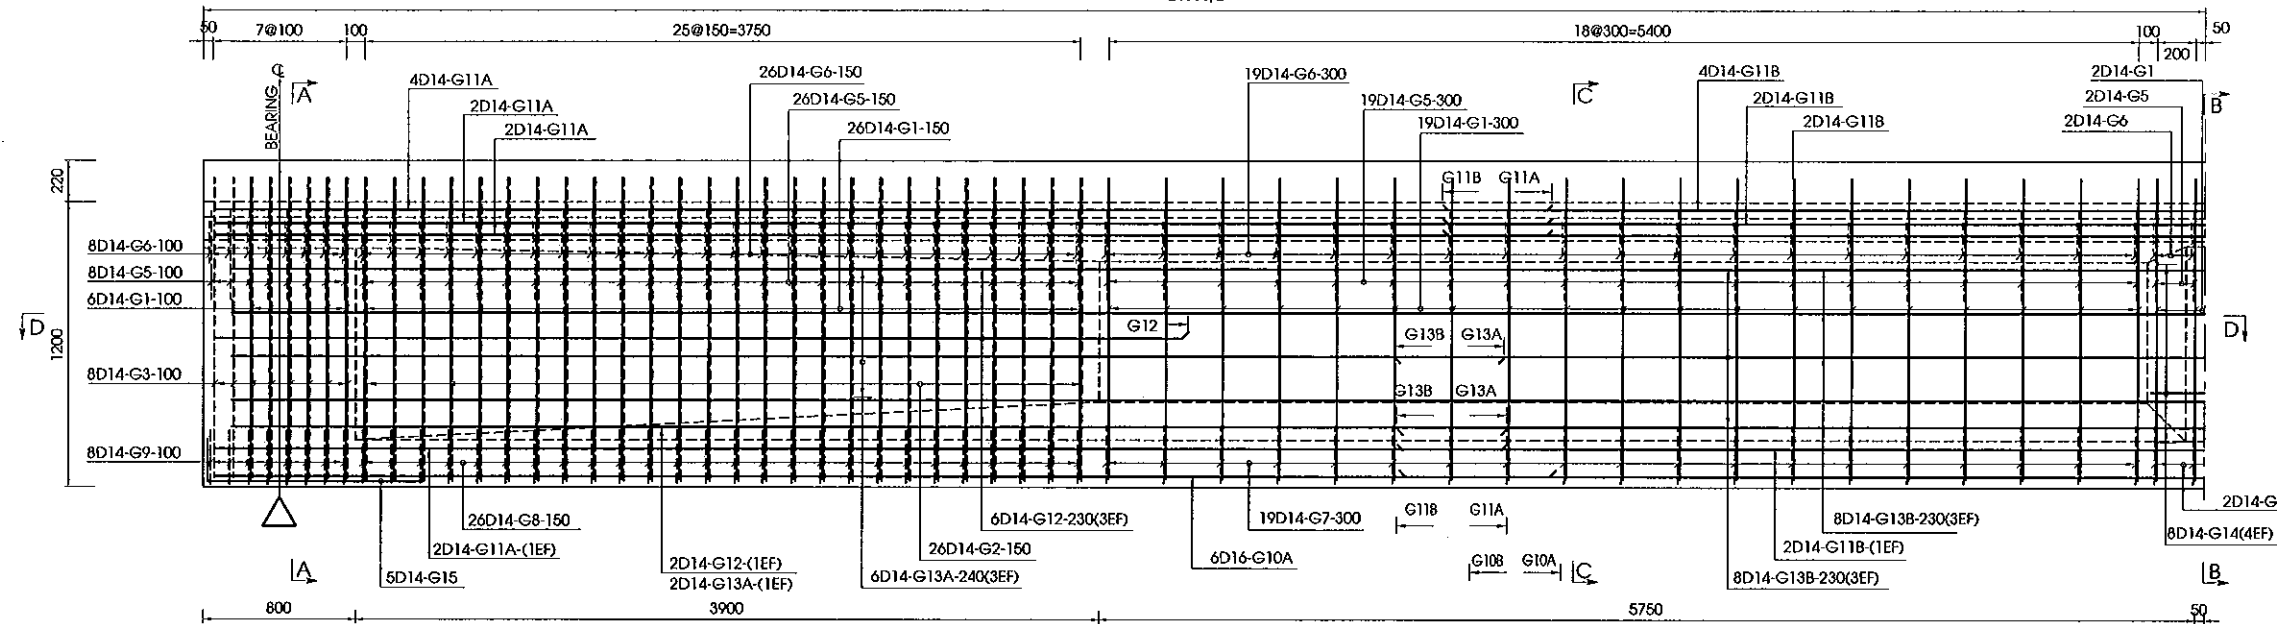 50 7@100 100 25@150=3750 18@300=5400 100 200 50
BEARING
A
4D14-G11A
2D14-G11A
2D14-G11A
26D14-G6-150
26D14-G5-150
26D14-G1-150
19D14-G6-300
19D14-G5-300
19D14-G1-300
C
4D14-G11B
2D14-G11B
2D14-G11B
2D14-G1
2D14-G5
2D14-G6
B
220
1200
G11B G11A
8D14-G6-100
8D14-G5-100
6D14-G1-100
D
G12
G13B G13A
D
8D14-G3-100
G13B G13A
8D14-G9-100
26D14-G8-150
2D14-G11A-(1EF)
5D14-G15
2D14-G12-(1EF)
2D14-G13A-(1EF)
6D14-G12-230(3EF)
26D14-G2-150
6D14-G13A-240(3EF)
19D14-G7-300
6D16-G10A
G11B G11A
G10B G10A
8D14-G13B-230(3EF)
2D14-G11B-(1EF)
8D14-G13B-230(3EF)
2D14-G
8D14-G14(4EF)
A
C
B
800 3900 5750 50